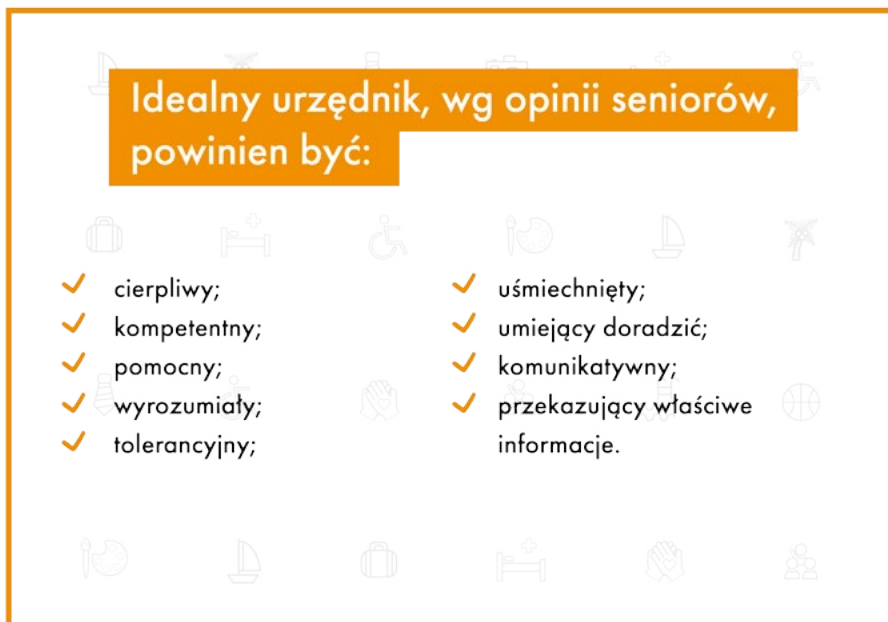 Idealny urzędnik, wg opinii seniorów,
powinien być:
cierpliwy;
kompetentny;
pomocny;
wyrozumiały;
tolerancyjny;
uśmiechnięty;
umiejący doradzić;
komunikatywny;
przekazujący właściwe
informacje.